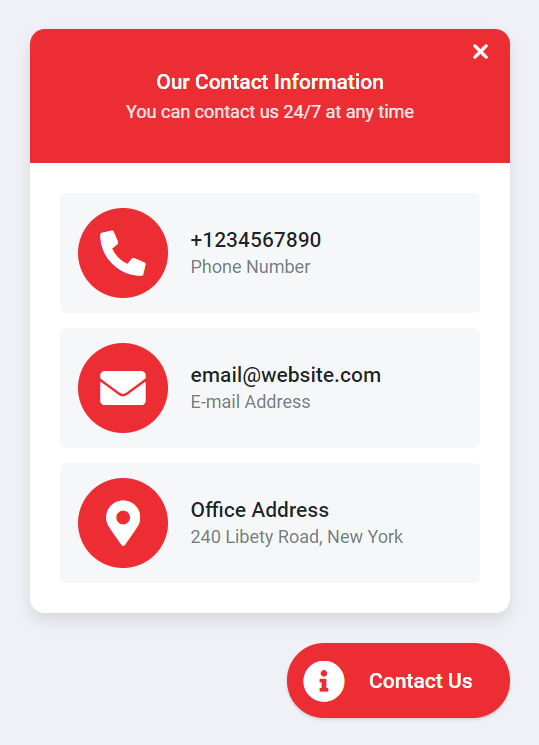 Our Contact Information
You can contact us 24/7 at any time
+1234567890
Phone Number
email@website.com
E-mail Address
Office Address
240 Libety Road, New York
Contact Us